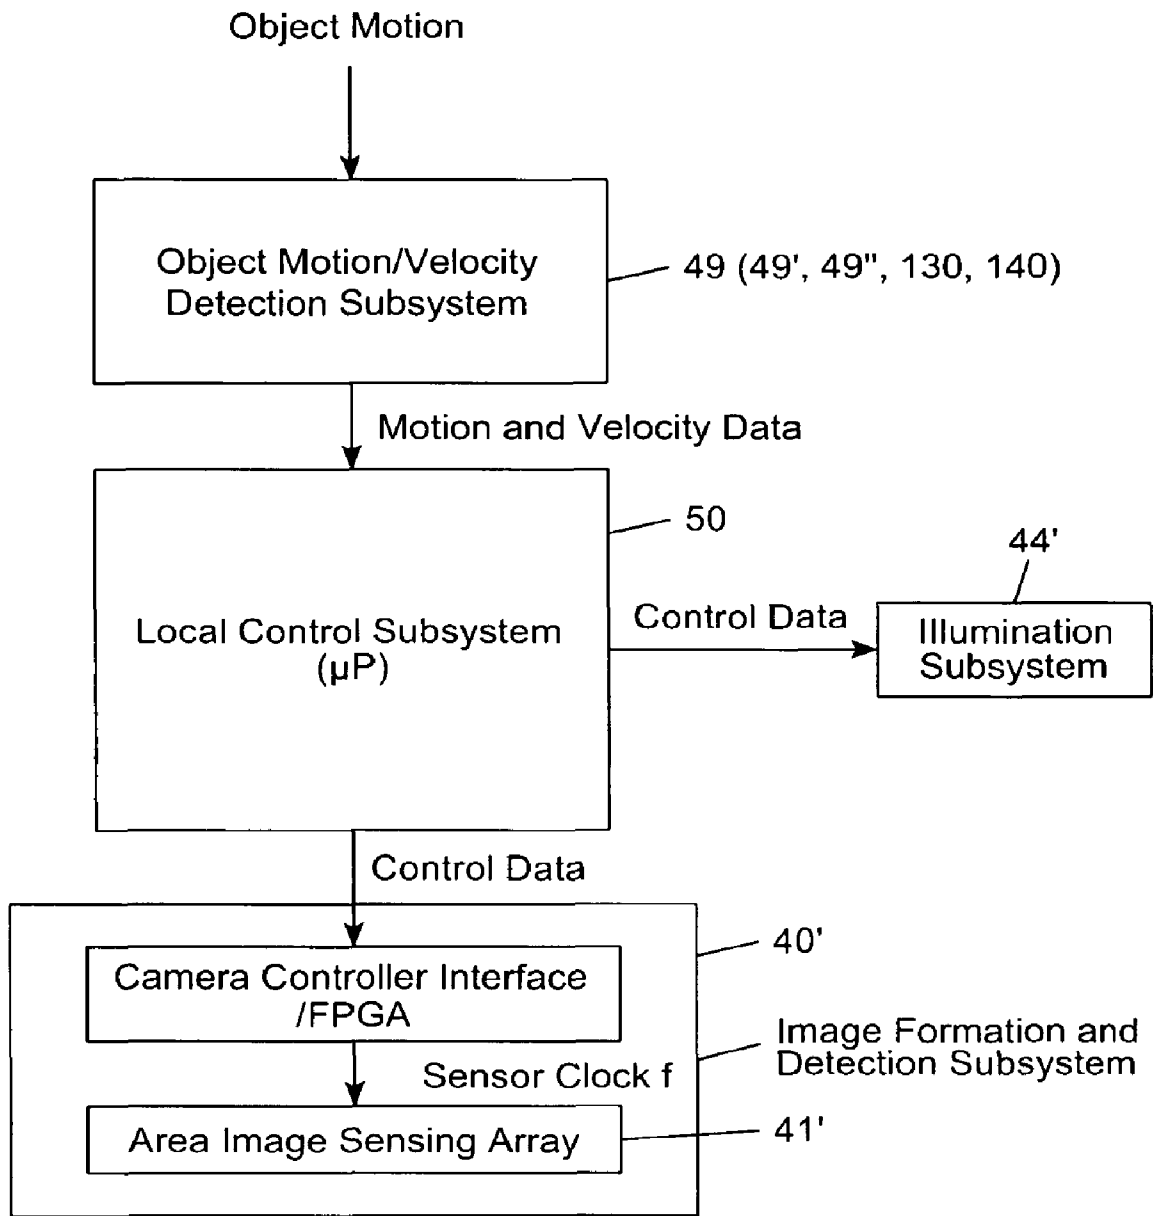 Object Motion
Object Motion/Velocity
Detection Subsystem
49 (49', 49", 130, 140)
Motion and Velocity Data
50
Local Control Subsystem
(µP)
Control Data
44'
Illumination
Subsystem
Control Data
40'
Camera Controller Interface
/FPGA
Image Formation and
Detection Subsystem
Sensor Clock f
Area Image Sensing Array
41'